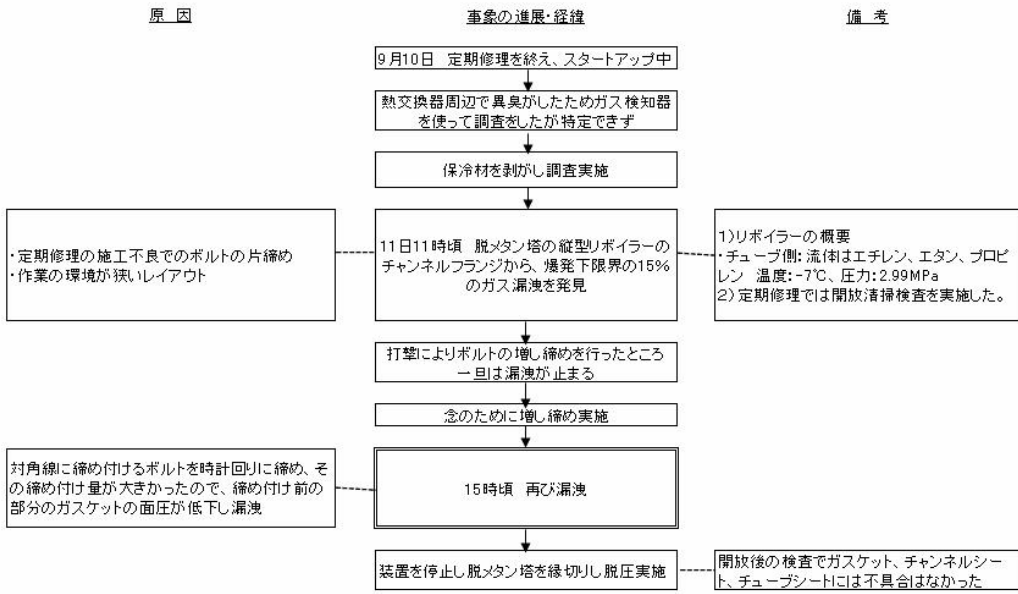 原　因
事象の進展・経緯
備　考
9月10日　定期修理を終え、スタートアップ中
熱交換器周辺で異臭がしたためガス検知器
を使って調査をしたが特定できず
保冷材を剥がし調査実施
・定期修理の施工不良でのボルトの片締め
・作業の環境が狭いレイアウト
11日11時頃　脱メタン塔の縦型リボイラーの
チャンネルフランジから、爆発下限界の15%
のガス漏洩を発見
1)リボイラーの概要
・チューブ側：流体はエチレン、エタン、プロピ
レン　温度：-7℃、圧力：2.99MPa
2)定期修理では開放清掃検査を実施した。
打撃によりボルトの増し締めを行ったところ
一旦は漏洩が止まる
念のために増し締め実施
対角線に締め付けるボルトを時計回りに締め、そ
の締め付け量が大きかったので、締め付け前の
部分のガスケットの面圧が低下し漏洩
15時頃　再び漏洩
装置を停止し脱メタン塔を縁切りし脱圧実施
開放後の検査でガスケット、チャンネルシー
ト、チューブシートには不具合はなかった